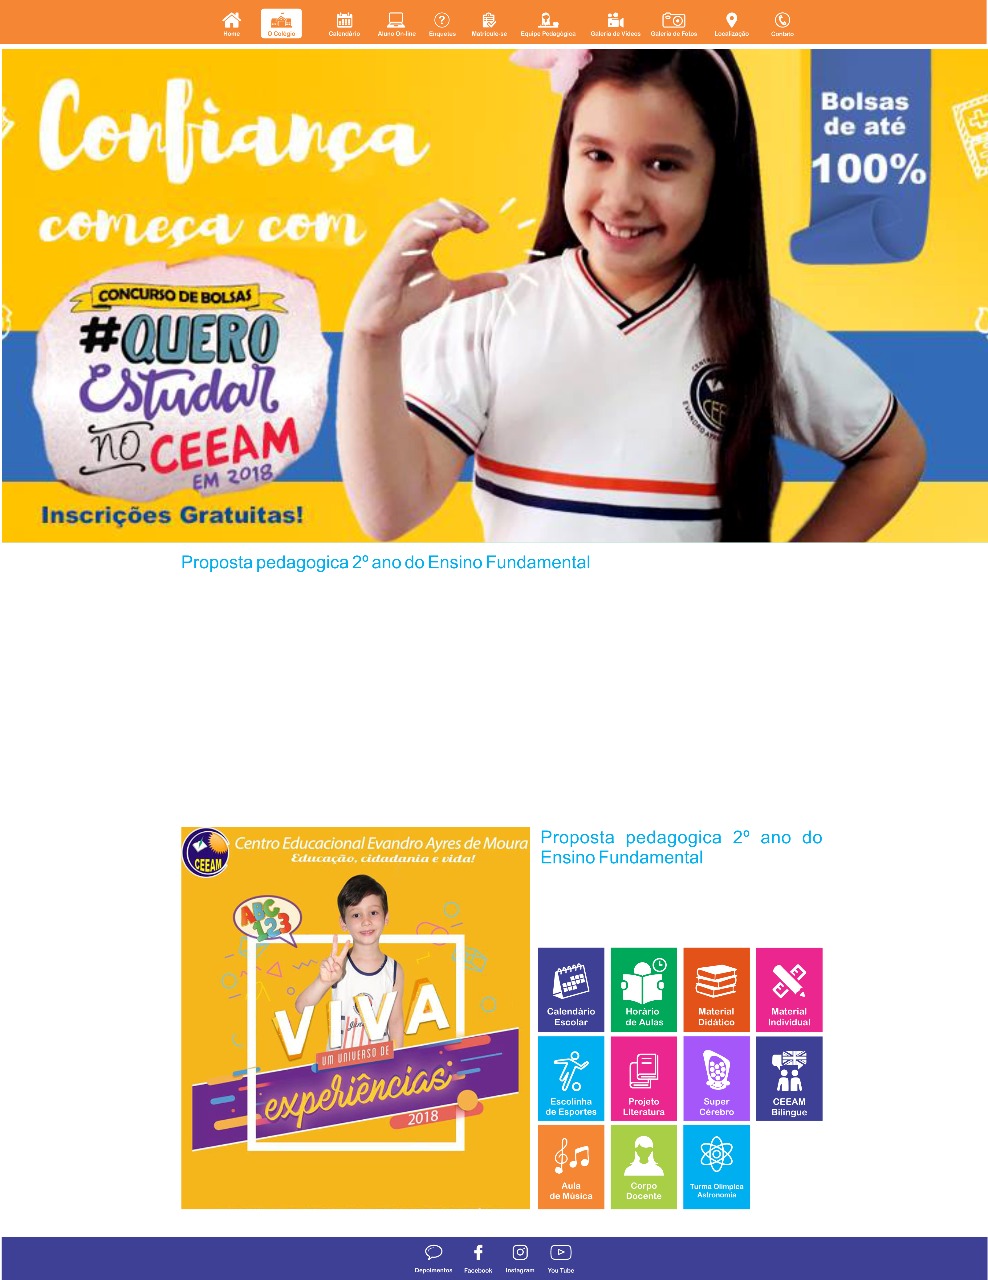 Home
O Colégio
Calendário
Aluno On-line
Enquetes
Matrícule-se
Equipe Pedagógica
Galeria de Vídeos
Galeria de Fotos
Localização
Contato
Confiança
começa com
CONCURSO DE BOLSAS
#QUERO
Estudar
NO CEEAM
EM 2018
Inscrições Gratuitas!
Bolsas
de até
100%
Proposta pedagogica 2º ano do Ensino Fundamental
CEEAM
Centro Educacional Evandro Ayres de Moura
Educação, cidadania e vida!
ABC
123
VIVA
UM UNIVERSO DE
experiências
2018
Proposta pedagogica 2º ano do
Ensino Fundamental
Calendário
Escolar
Horário
de Aulas
Material
Didático
Material
Individual
Escolinha
de Esportes
Projeto
Literatura
Super
Cérebro
CEEAM
Bilíngue
Aula
de Música
Corpo
Docente
Turma Olímpica
Astronomia
Depoimentos
Facebook
Instagram
You Tube